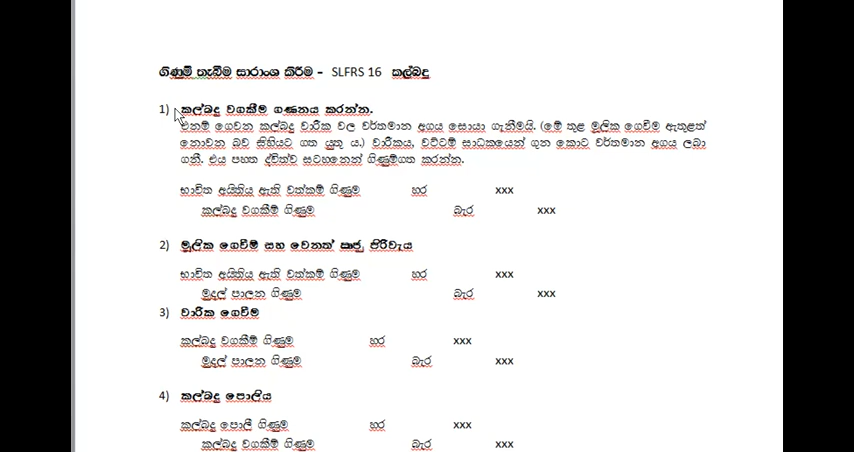 ගිණුම් තැබීම සාරාංශ කිරීම – SLFRS 16 කල්බදු
1) කල්බදු වගකීම ගණනය කරන්න.
එනම් ගෙවන කල්බදු වාරික වල වර්තමාන අගය සොයා ගැනීමයි. (මේ තුළ මූලික ගෙවීම ඇතුළත්
නොවන බව සිහියට ගත යුතු ය.) වාරිකය, වට්ටම් සාධකයෙන් ගුන කොට වර්තමාන අගය ලබා
ගනී. එය පහත ද්විත්ව සටහනෙන් ගිණුම්ගත කරන්න.
භාවිත අයිතිය ඇති වත්කම් ගිණුම හර xxx
කල්බදු වගකීම් ගිණුම බැර xxx
2) මූලික ගෙවීම් සහ වෙනත් සෘජු පිරිවැය
භාවිත අයිතිය ඇති වත්කම් ගිණුම හර xxx
මුදල් පාලන ගිණුම බැර xxx
3) වාරික ගෙවීම
කල්බදු වගකීම් ගිණුම හර xxx
මුදල් පාලන ගිණුම බැර xxx
4) කල්බදු පොලිය
කල්බදු පොලී ගිණුම හර xxx
කල්බදු වගකීම් ගිණුම බැර xxx